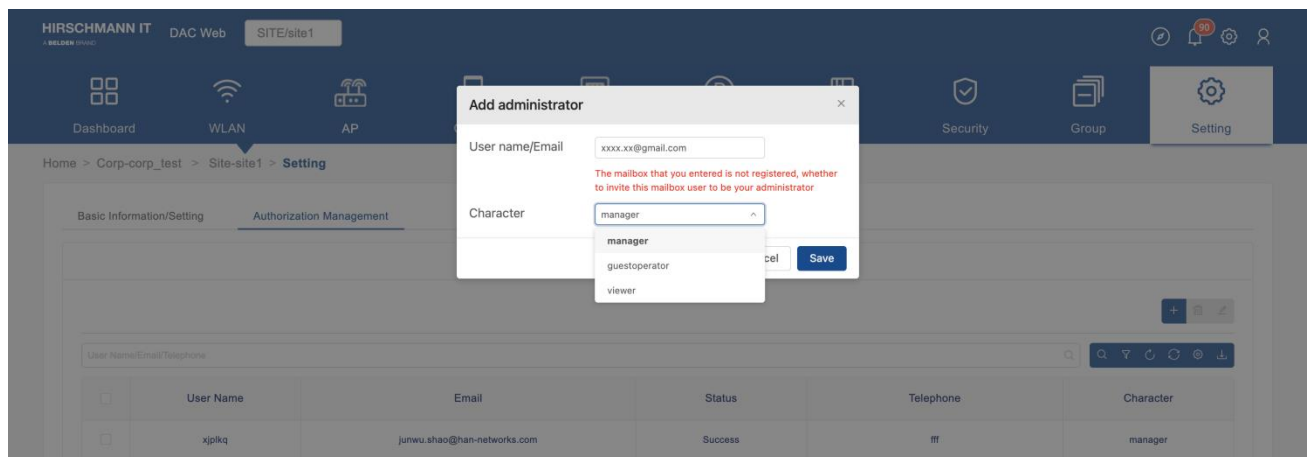 HIRSCHMANN IT
A BELDEN BRAND
DAC Web
SITE/site1
90
Dashboard
WLAN
AP
Security
Group
Setting
Home > Corp-corp_test > Site-site1 > Setting
Basic Information/Setting
Authorization Management
Add administrator
×
User name/Email
xxxx.xx@gmail.com
The mailbox that you entered is not registered, whether
to invite this mailbox user to be your administrator
Character
manager
manager
guestoperator
viewer
cel
Save
User Name/Email/Telephone
User Name Email Status Telephone Character
xjplkq junwu.shao@han-networks.com Success fff manager